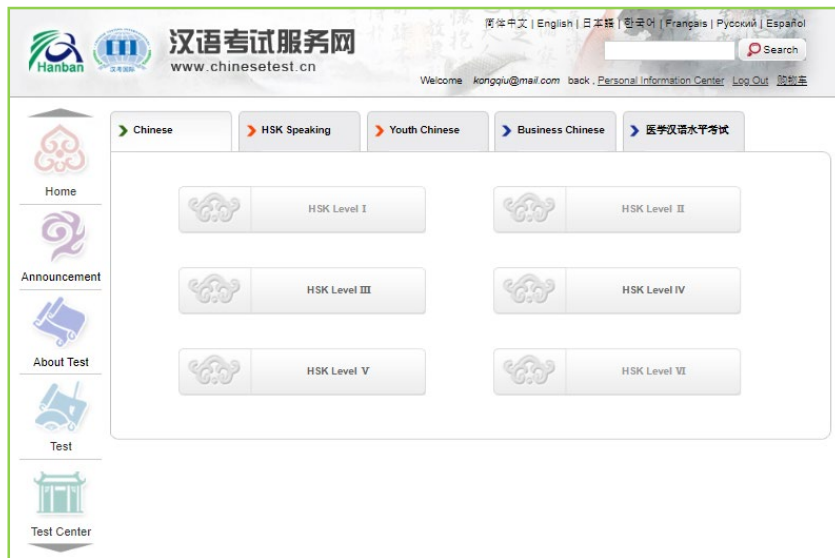 简体中文 | English | 日本語 | 한국어 | Français | Русский | Español
Hanban
汉考国际
汉语考试服务网
www.chinesetest.cn
Search
Welcome kongqiu@mail.com back , Personal Information Center Log Out 购物车
Chinese
HSK Speaking
Youth Chinese
Business Chinese
医学汉语水平考试
Home
Announcement
About Test
Test
Test Center
HSK Level I
HSK Level II
HSK Level III
HSK Level IV
HSK Level V
HSK Level VI